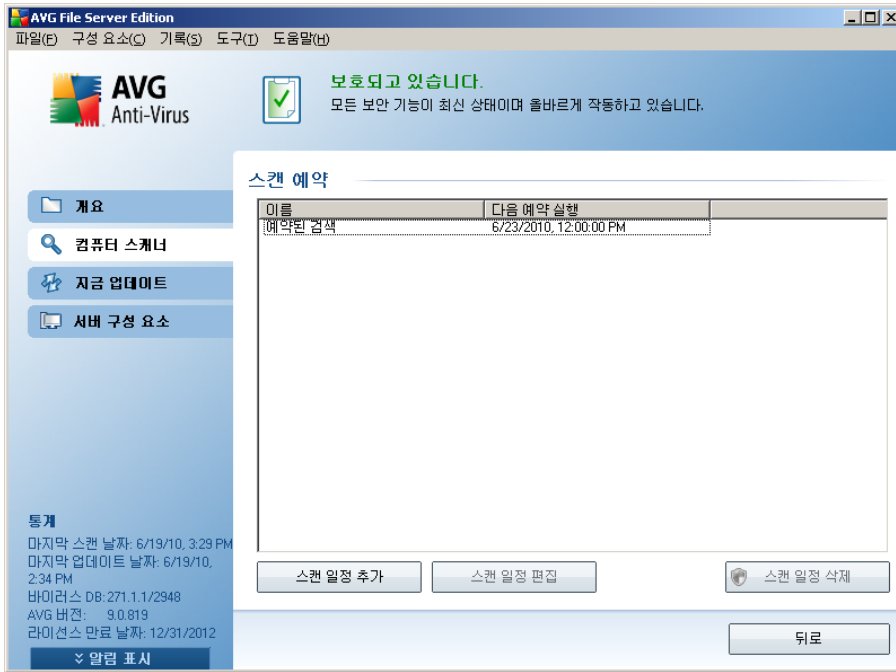 AVG File Server Edition
파일(F) 구성 요소(C) 기록(S) 도구(T) 도움말(H)
AVG
Anti-Virus
보호되고 있습니다.
모든 보안 기능이 최신 상태이며 올바르게 작동하고 있습니다.
개요
컴퓨터 스캐너
지금 업데이트
서버 구성 요소
스캔 예약
이름 다음 예약 실행
예약된 검색 6/23/2010, 12:00:00 PM
스캔 일정 추가 스캔 일정 편집 스캔 일정 삭제
뒤로
통계
마지막 스캔 날짜: 6/19/10, 3:29 PM
마지막 업데이트 날짜: 6/19/10,
2:34 PM
바이러스 DB: 271.1.1/2948
AVG 버전: 9.0.819
라이선스 만료 날짜: 12/31/2012
알림 표시